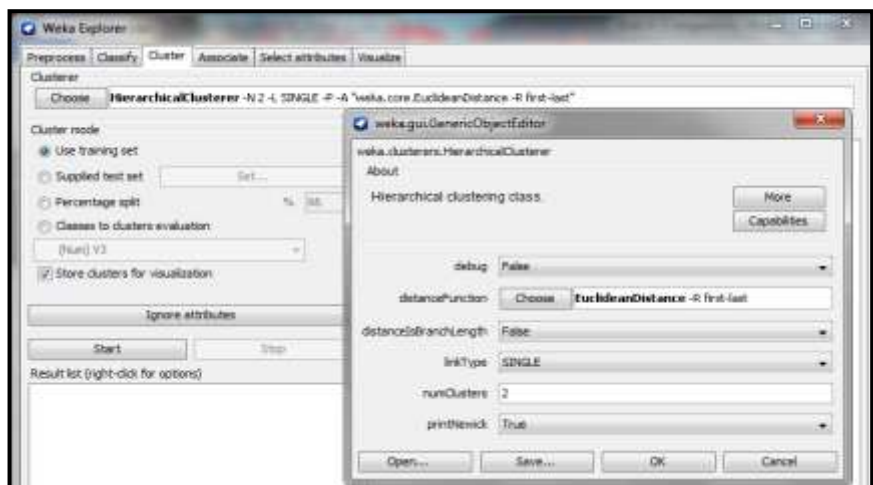 Weka Explorer
Preprocess Classify Cluster Associate Select attributes Visualize
Clusterer
Choose HierarchicalClusterer -N 2 -L SINGLE -P -A "weka.core.EuclideanDistance -R first-last"
Cluster mode
Use training set
Supplied test set Set...
Percentage split %
Classes to clusters evaluation
(Num) V3
Store clusters for visualization
Ignore attributes
Start Stop
Result list (right-click for options)
weka.gui.GenericObjectEditor
weka.clusterers.HierarchicalClusterer
About
Hierarchical clustering class.
More
Capabilities
debug False
distanceFunction Choose EuclideanDistance -R first-last
distanceIsBranchLength False
linkType SINGLE
numClusters 2
printNewick True
Open... Save... OK Cancel